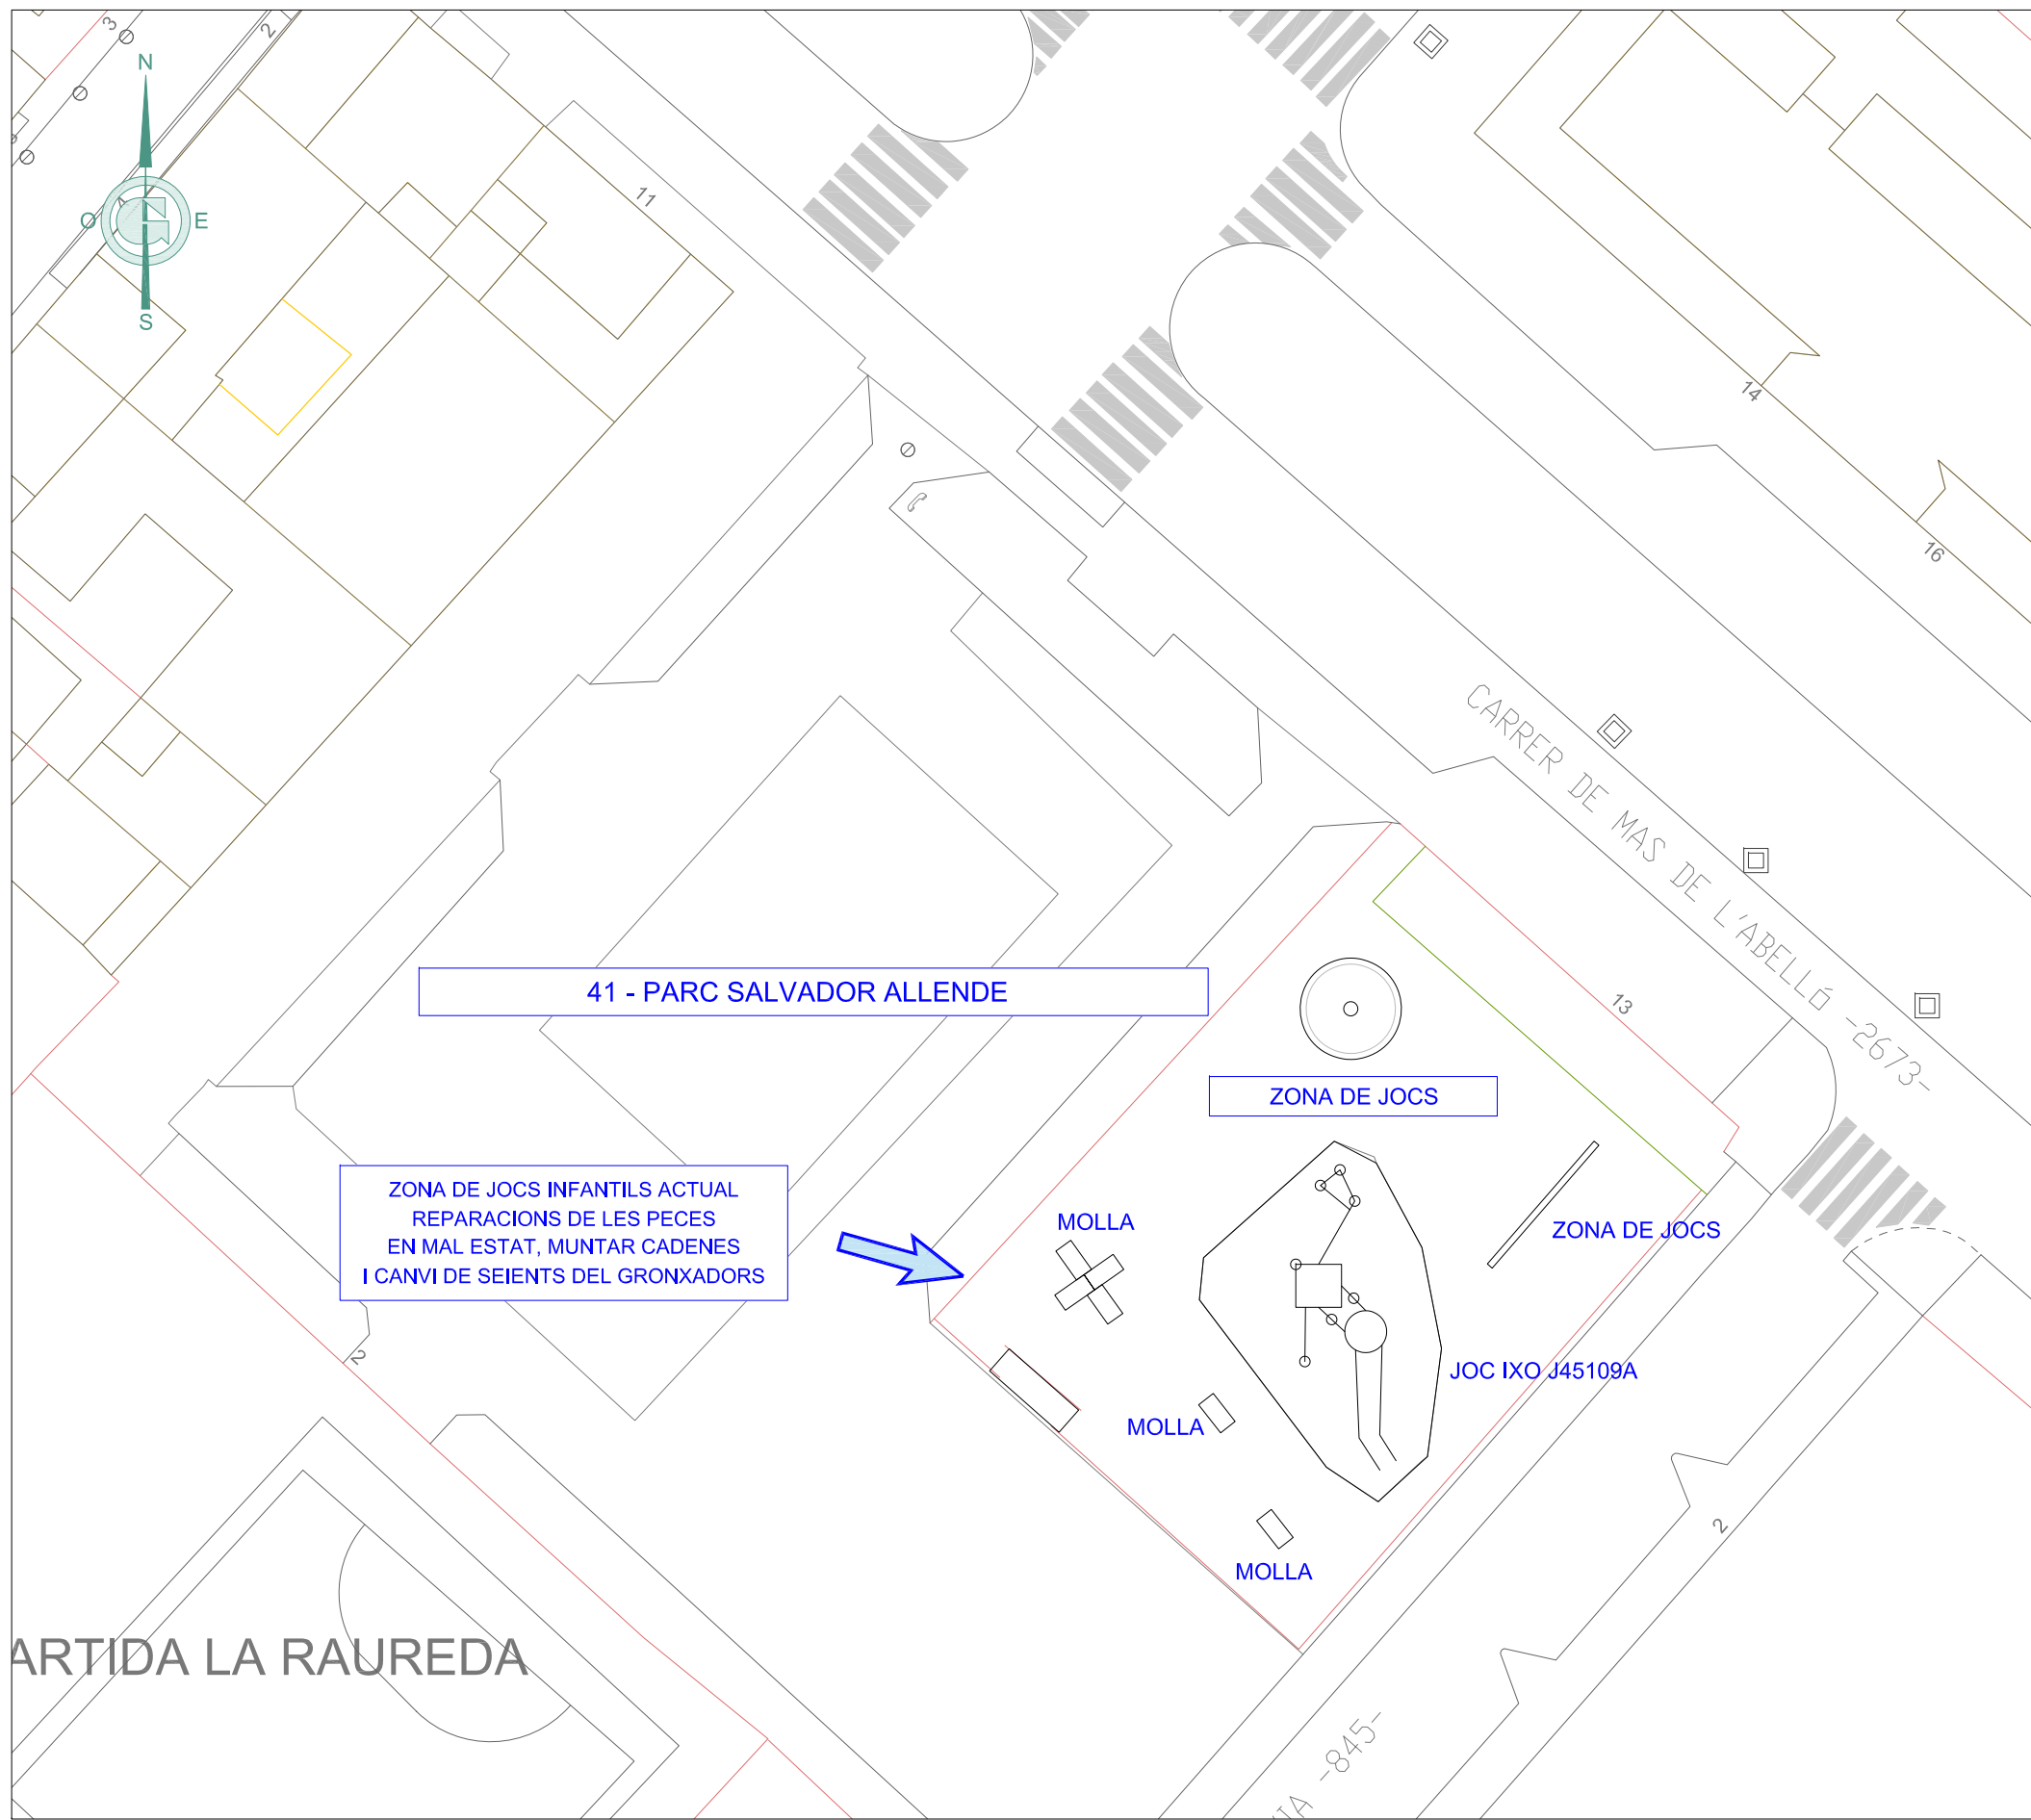 3
2
N
O
E
S
11
14
16
CARRER DE MAS DE L'ABELLÓ -2673-
41 - PARC SALVADOR ALLENDE
13
ZONA DE JOCS
ZONA DE JOCS INFANTILS ACTUAL
REPARACIONS DE LES PECES
EN MAL ESTAT, MUNTAR CADENES
I CANVI DE SEIENTS DEL GRONXADORS
MOLLA
ZONA DE JOCS
2
JOC IXO J45109A
MOLLA
2
MOLLA
ARTIDA LA RAUREDA
-845-